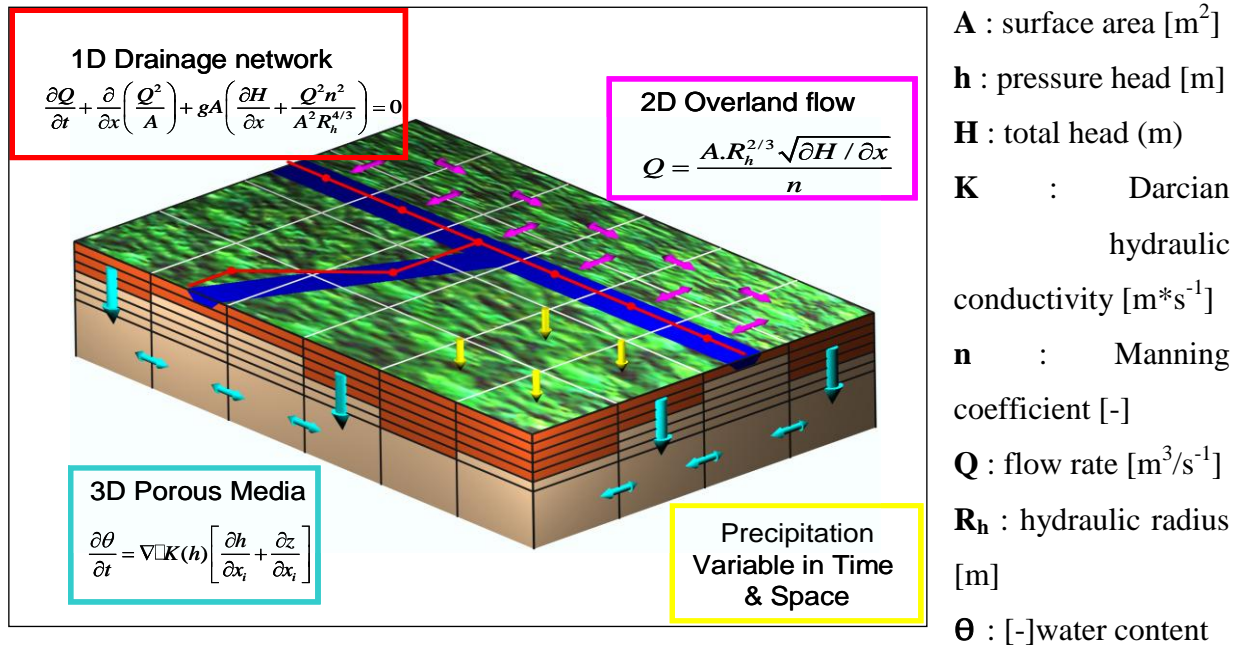 1D Drainage network
∂Q/∂t + ∂/∂x (Q²/A) + gA (∂H/∂x + Q²n²/A²R_h^{4/3}) = 0
2D Overland flow
Q = A.R_h^{2/3} √(∂H / ∂x) / n
3D Porous Media
∂θ/∂t = ∇□K(h) [∂h/∂x_i + ∂z/∂x_i]
Precipitation
Variable in Time
& Space
A : surface area [m²]
h : pressure head [m]
H : total head (m)
K : Darcian
hydraulic
conductivity [m*s⁻¹]
n : Manning
coefficient [-]
Q : flow rate [m³/s⁻¹]
R_h : hydraulic radius
[m]
θ : [-]water content